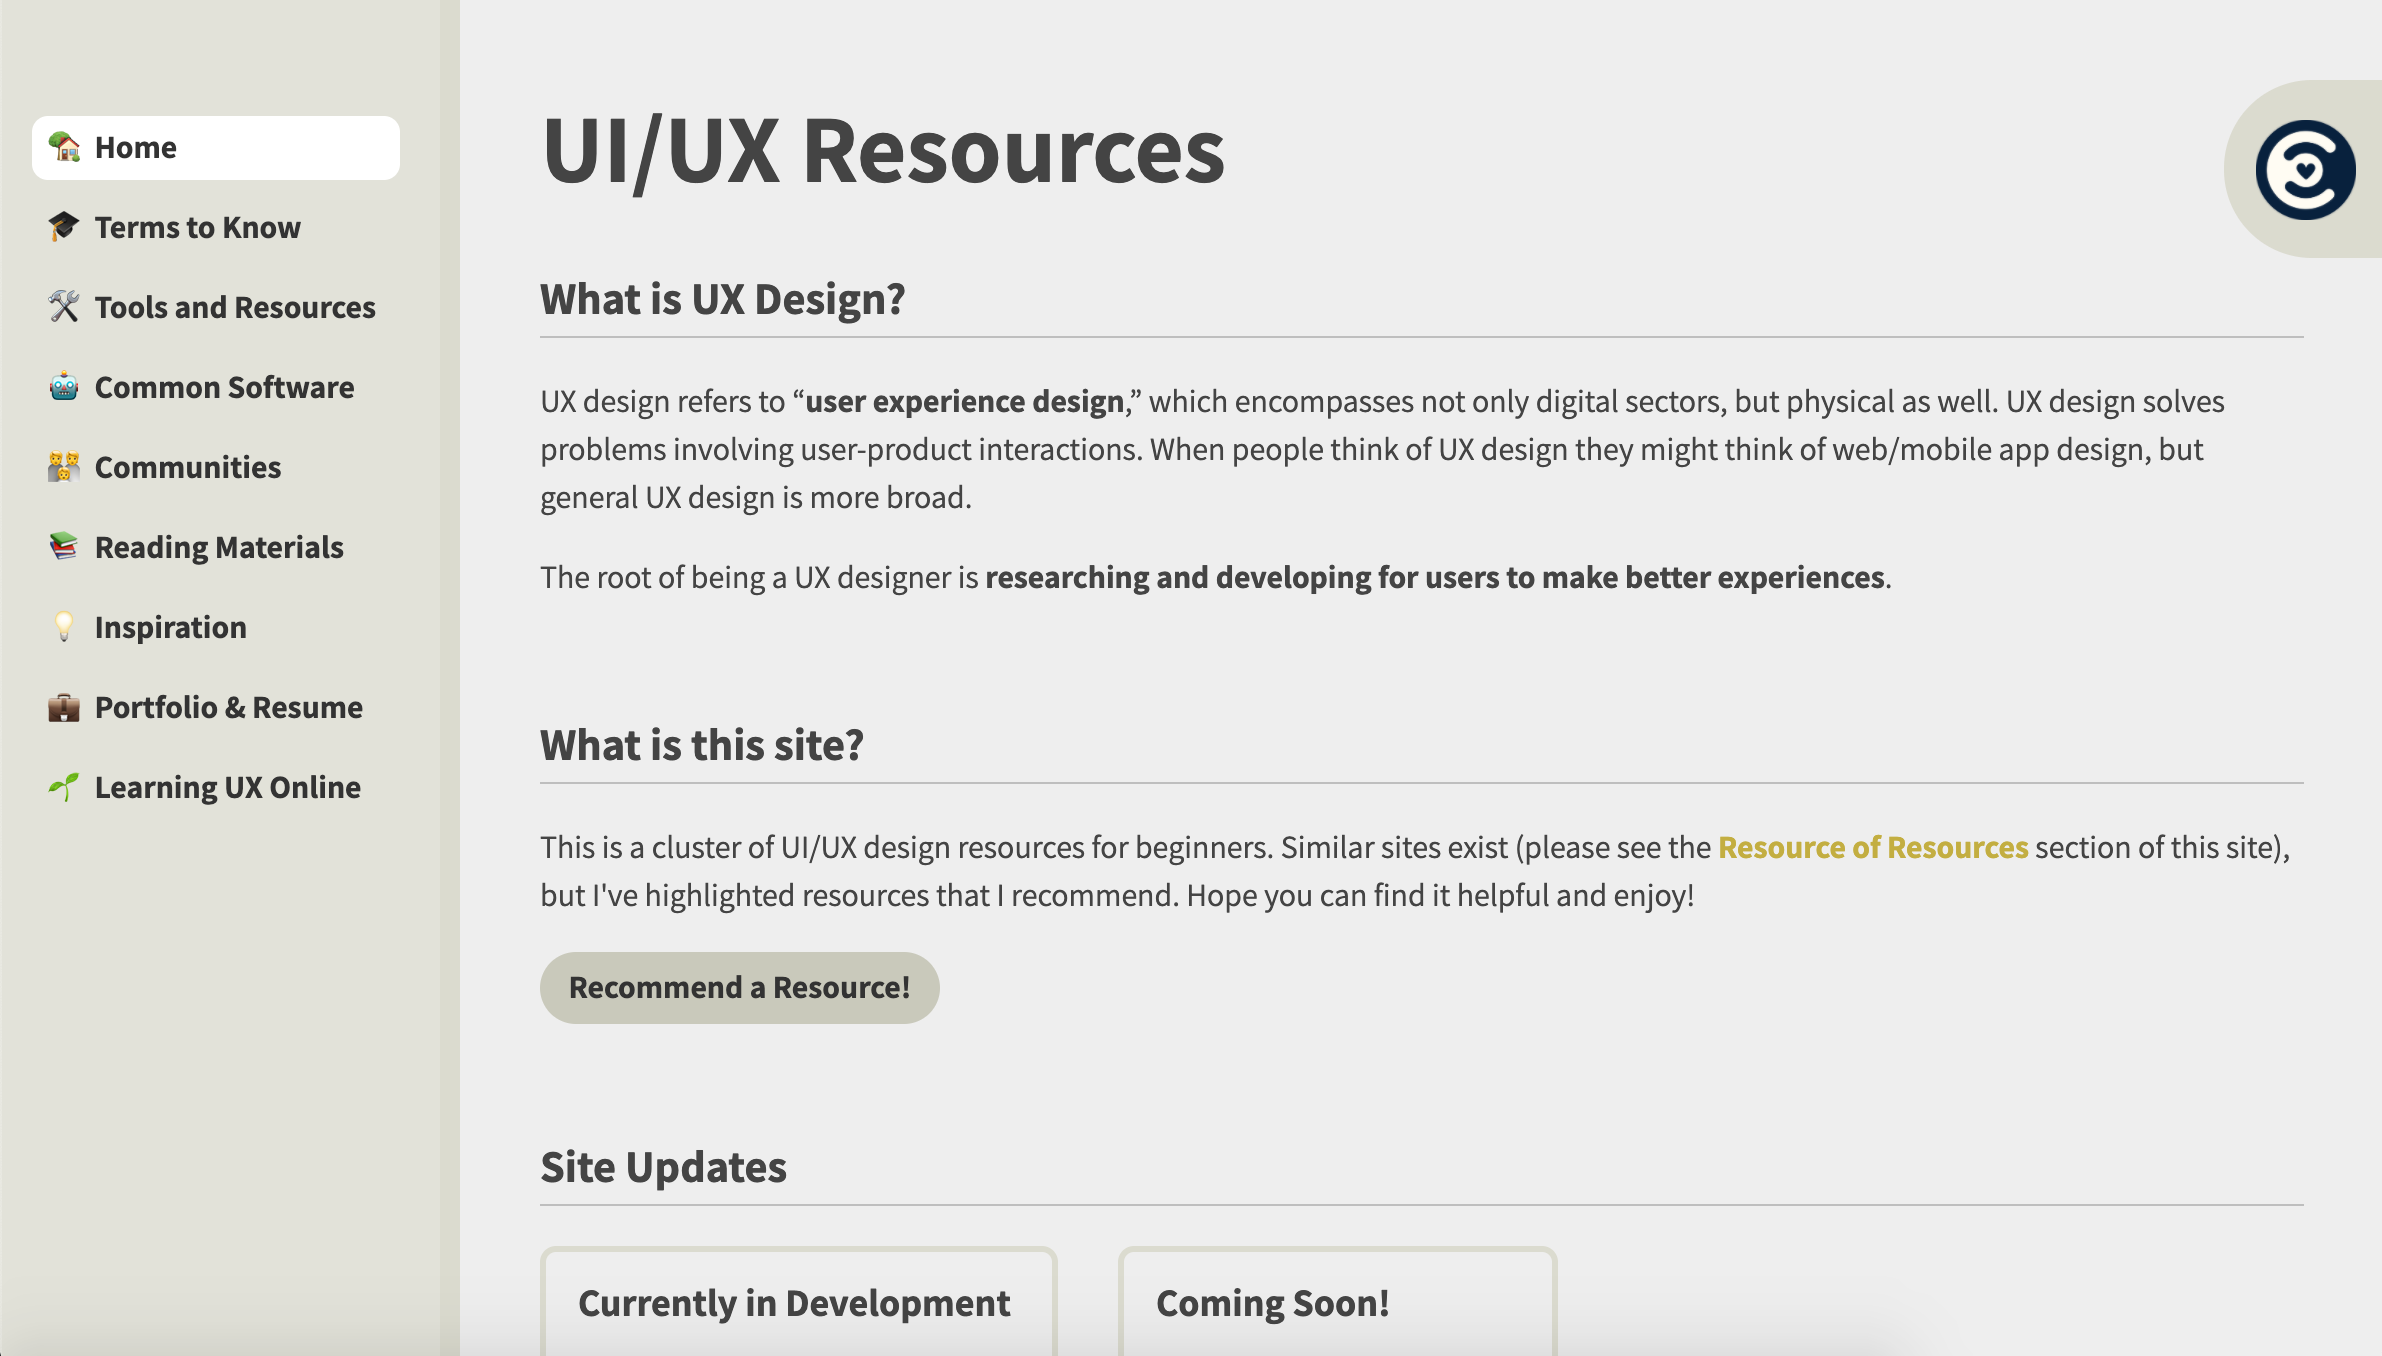 Home
Terms to Know
Tools and Resources
Common Software
Communities
Reading Materials
Inspiration
Portfolio & Resume
Learning UX Online
UI/UX Resources
What is UX Design?
UX design refers to “user experience design,” which encompasses not only digital sectors, but physical as well. UX design solves
problems involving user-product interactions. When people think of UX design they might think of web/mobile app design, but
general UX design is more broad.
The root of being a UX designer is researching and developing for users to make better experiences.
What is this site?
This is a cluster of UI/UX design resources for beginners. Similar sites exist (please see the Resource of Resources section of this site),
but I've highlighted resources that I recommend. Hope you can find it helpful and enjoy!
Recommend a Resource!
Site Updates
Currently in Development
Coming Soon!